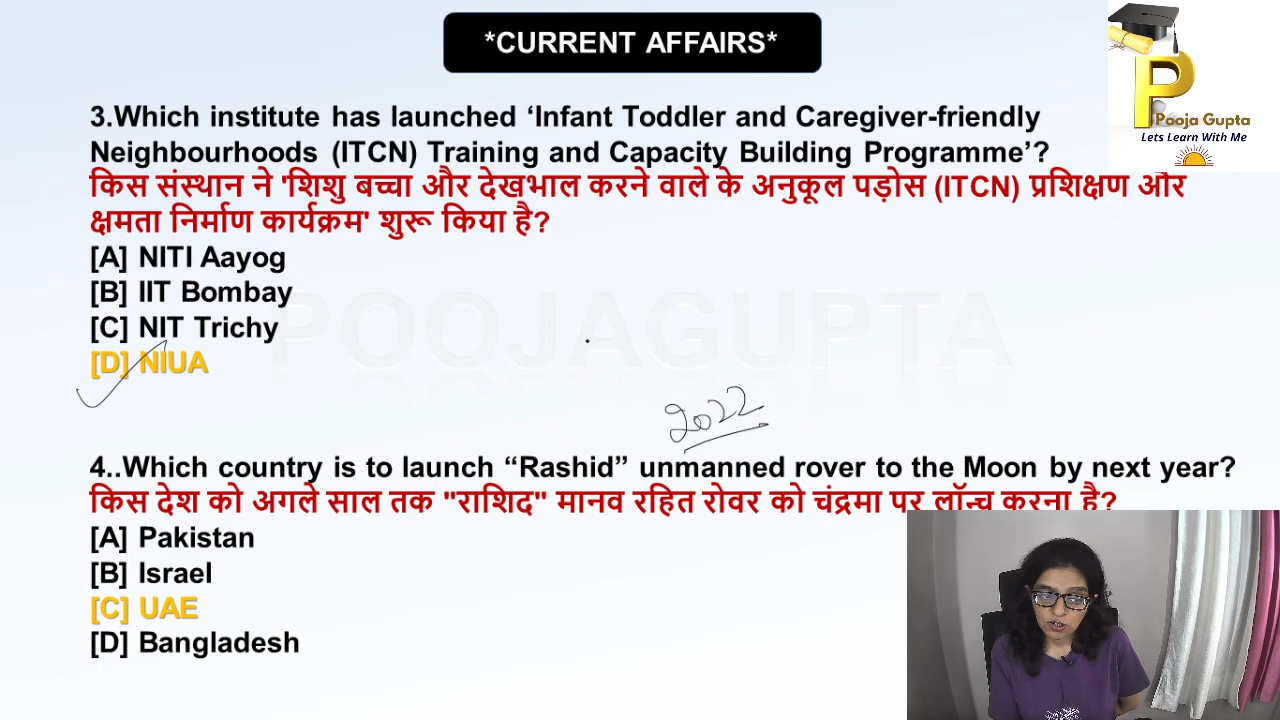 *CURRENT AFFAIRS*
P
Pooja Gupta
Lets Learn With Me
3.Which institute has launched ‘Infant Toddler and Caregiver-friendly
Neighbourhoods (ITCN) Training and Capacity Building Programme’?
किस संस्थान ने 'शिशु बच्चा और देखभाल करने वाले के अनुकूल पड़ोस (ITCN) प्रशिक्षण और
क्षमता निर्माण कार्यक्रम' शुरू किया है?
[A] NITI Aayog
[B] IIT Bombay
[C] NIT Trichy
POOJAGUPTA
[D] NIUA
2022
4..Which country is to launch “Rashid” unmanned rover to the Moon by next year?
किस देश को अगले साल तक "राशिद" मानव रहित रोवर को चंद्रमा पर लॉन्च करना है?
[A] Pakistan
[B] Israel
[C] UAE
[D] Bangladesh